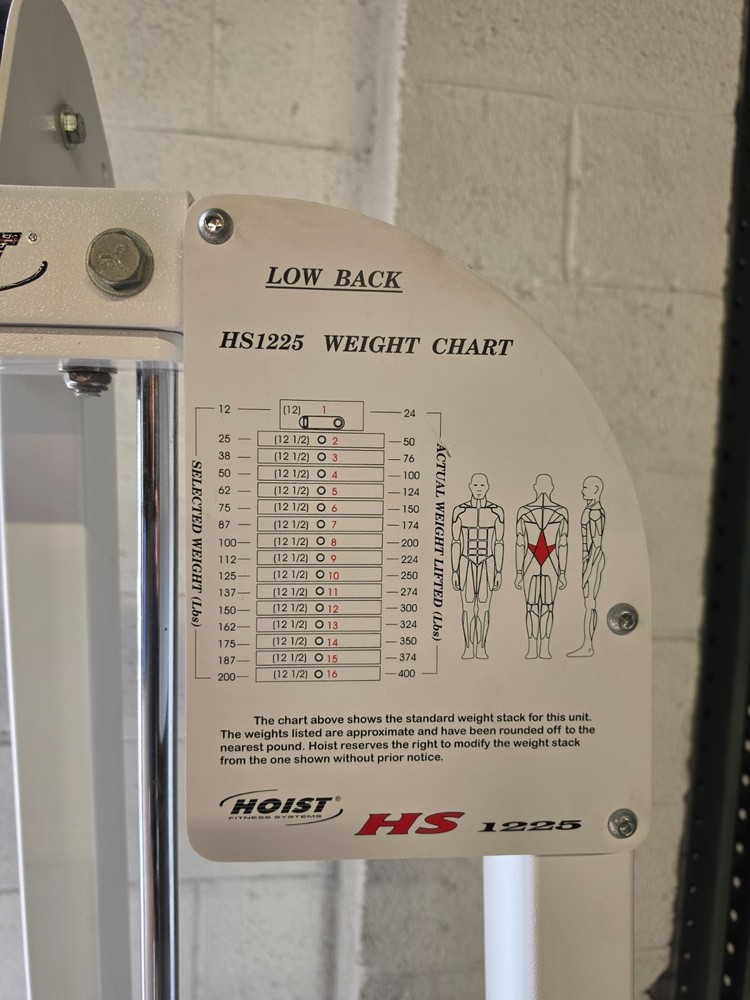 LOW BACK
HS1225 WEIGHT CHART
12 (12) 1 24
25 (12 1/2) 2 50
38 (12 1/2) 3 76
50 (12 1/2) 4 100
62 (12 1/2) 5 124
75 (12 1/2) 6 150
87 (12 1/2) 7 174
100 (12 1/2) 8 200
112 (12 1/2) 9 224
125 (12 1/2) 10 250
137 (12 1/2) 11 274
150 (12 1/2) 12 300
162 (12 1/2) 13 324
175 (12 1/2) 14 350
187 (12 1/2) 15 374
200 (12 1/2) 16 400
SELECTED WEIGHT (Lbs)
ACTUAL WEIGHT LIFTED (Lbs)
The chart above shows the standard weight stack for this unit.
The weights listed are approximate and have been rounded off to the
nearest pound. Hoist reserves the right to modify the weight stack
from the one shown without prior notice.
HOIST®
FITNESS SYSTEMS
HS 1225